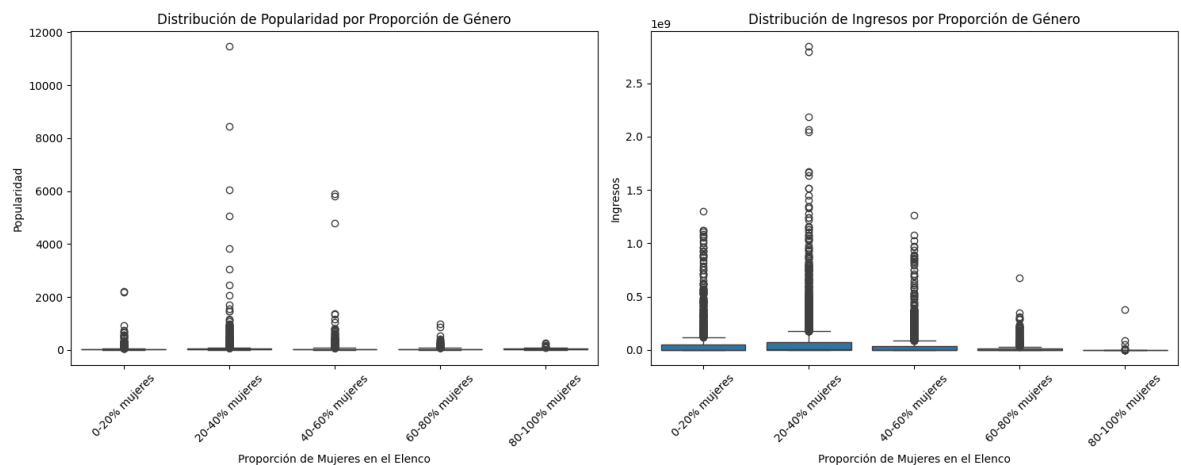 Distribución de Popularidad por Proporción de Género
12000
10000
8000
6000
4000
2000
0
Popularidad
0-20% mujeres
20-40% mujeres
40-60% mujeres
60-80% mujeres
80-100% mujeres
Proporción de Mujeres en el Elenco
Distribución de Ingresos por Proporción de Género
1e9
2.5
2.0
1.5
1.0
0.5
0.0
Ingresos
0-20% mujeres
20-40% mujeres
40-60% mujeres
60-80% mujeres
80-100% mujeres
Proporción de Mujeres en el Elenco